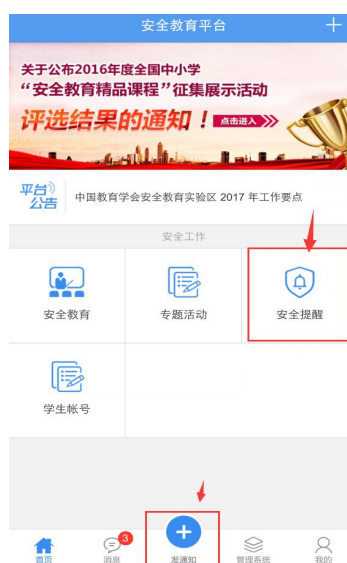 安全教育平台
关于公布2016年度全国中小学
“安全教育精品课程”征集展示活动
评选结果的通知！ 点击进入
平台 公告 中国教育学会安全教育实验区 2017 年工作要点
安全工作
安全教育 专题活动 安全提醒
学生帐号
3
首页 消息 发通知 管理系统 我的